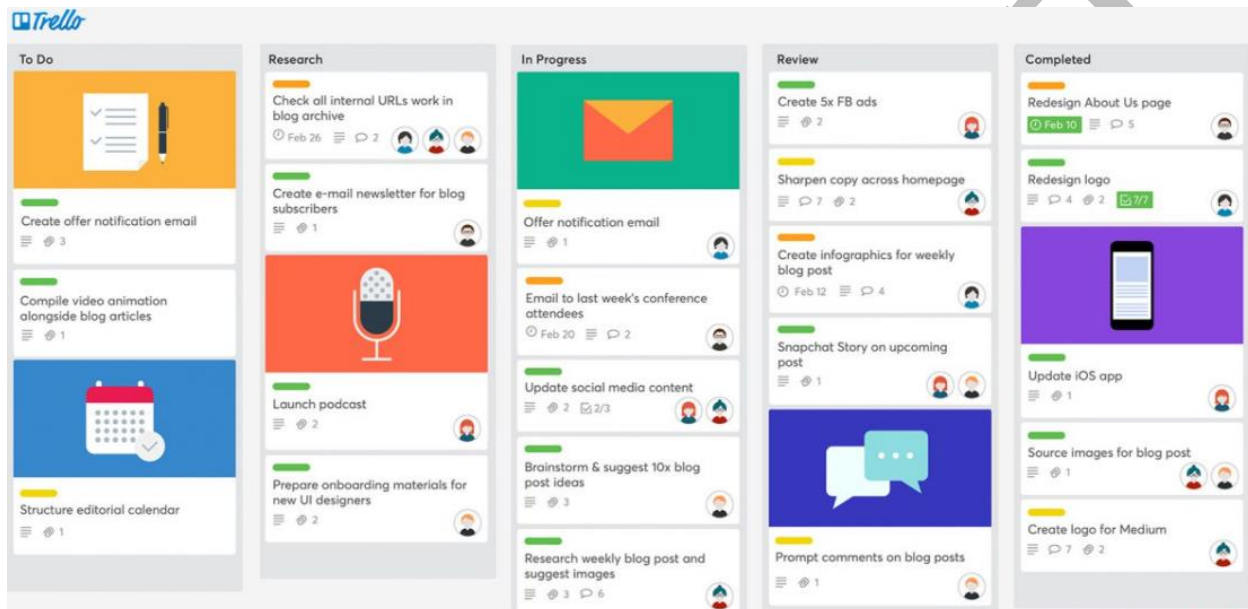 Trello
To Do
Create offer notification email
3
Compile video animation
alongside blog articles
1
Structure editorial calendar
1
Research
Check all internal URLs work in
blog archive
Feb 26 2
Create e-mail newsletter for blog
subscribers
1
Launch podcast
2
Prepare onboarding materials for
new UI designers
2
In Progress
Offer notification email
1
Email to last week's conference
attendees
Feb 20 2
Update social media content
2 2/3
Brainstorm & suggest 10x blog
post ideas
3
Research weekly blog post and
suggest images
3 6
Review
Create 5x FB ads
2
Sharpen copy across homepage
7 2
Create infographics for weekly
blog post
Feb 12 4
Snapchat Story on upcoming
post
1
Prompt comments on blog posts
1
Completed
Redesign About Us page
Feb 10 5
Redesign logo
4 2 7/7
Update iOS app
1
Source images for blog post
1
Create logo for Medium
7 2